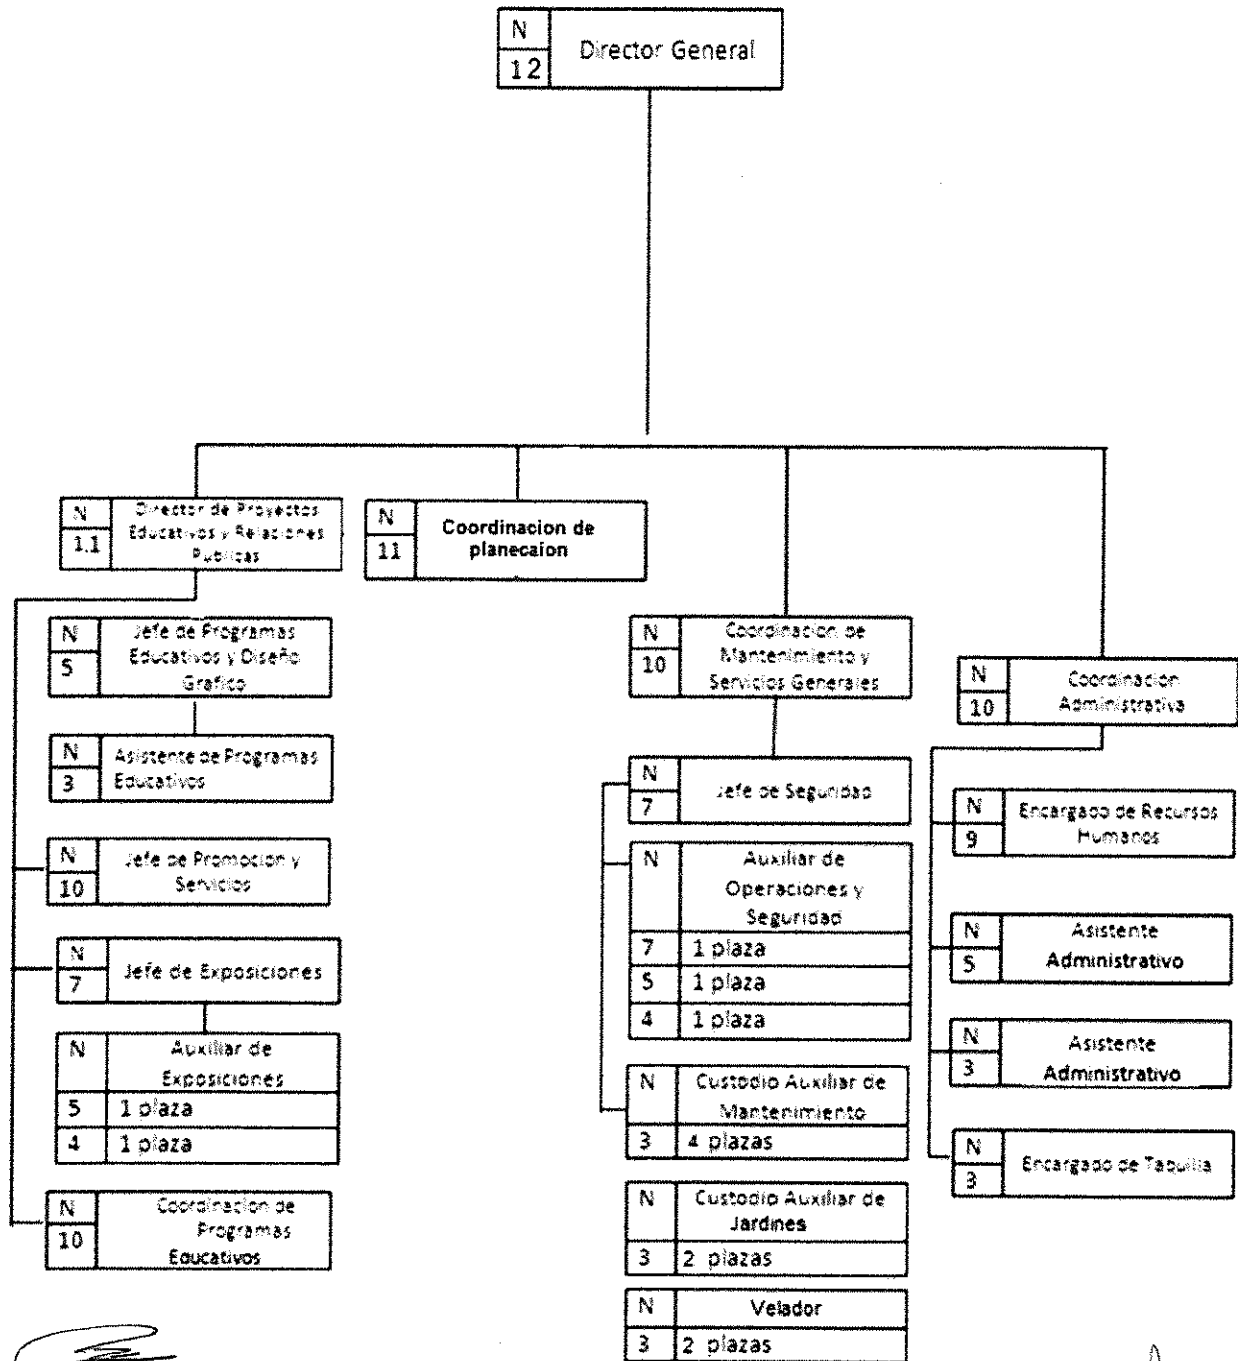 N
12
Director General
N
1.1
Director de Proyectos
Educativos y Relaciones
Publicas
N
11
Coordinacion de
planecaion
N
5
Jefe de Programas
Educativos y Diseño
Grafico
N
3
Asistente de Programas
Educativos
N
10
Jefe de Promocion y
Servicios
N
7
Jefe de Exposiciones
N
Auxiliar de
Exposiciones
5 1 plaza
4 1 plaza
N
10
Coordinacion de
Programas
Educativos
N
10
Coordinacion de
Mantenimiento y
Servicios Generales
N
7
Jefe de Seguridad
N
Auxiliar de
Operaciones y
Seguridad
7 1 plaza
5 1 plaza
4 1 plaza
N
Custodio Auxiliar de
Mantenimiento
3 4 plazas
N
Custodio Auxiliar de
Jardines
3 2 plazas
N
Velador
3 2 plazas
N
10
Coordinacion
Administrativa
N
9
Encargado de Recursos
Humanos
N
5
Asistente
Administrativo
N
3
Asistente
Administrativo
N
3
Encargado de Taquilla